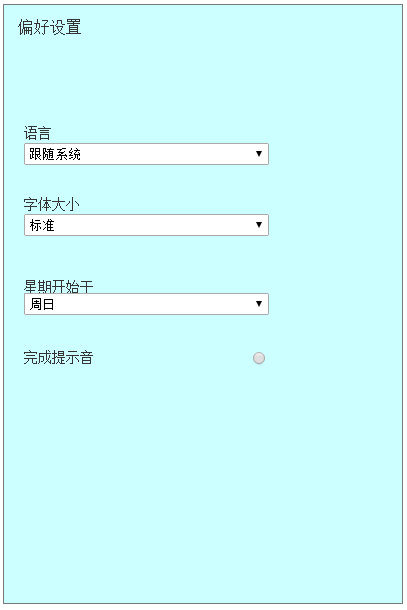 偏好设置
语言
跟随系统
字体大小
标准
星期开始于
周日
完成提示音